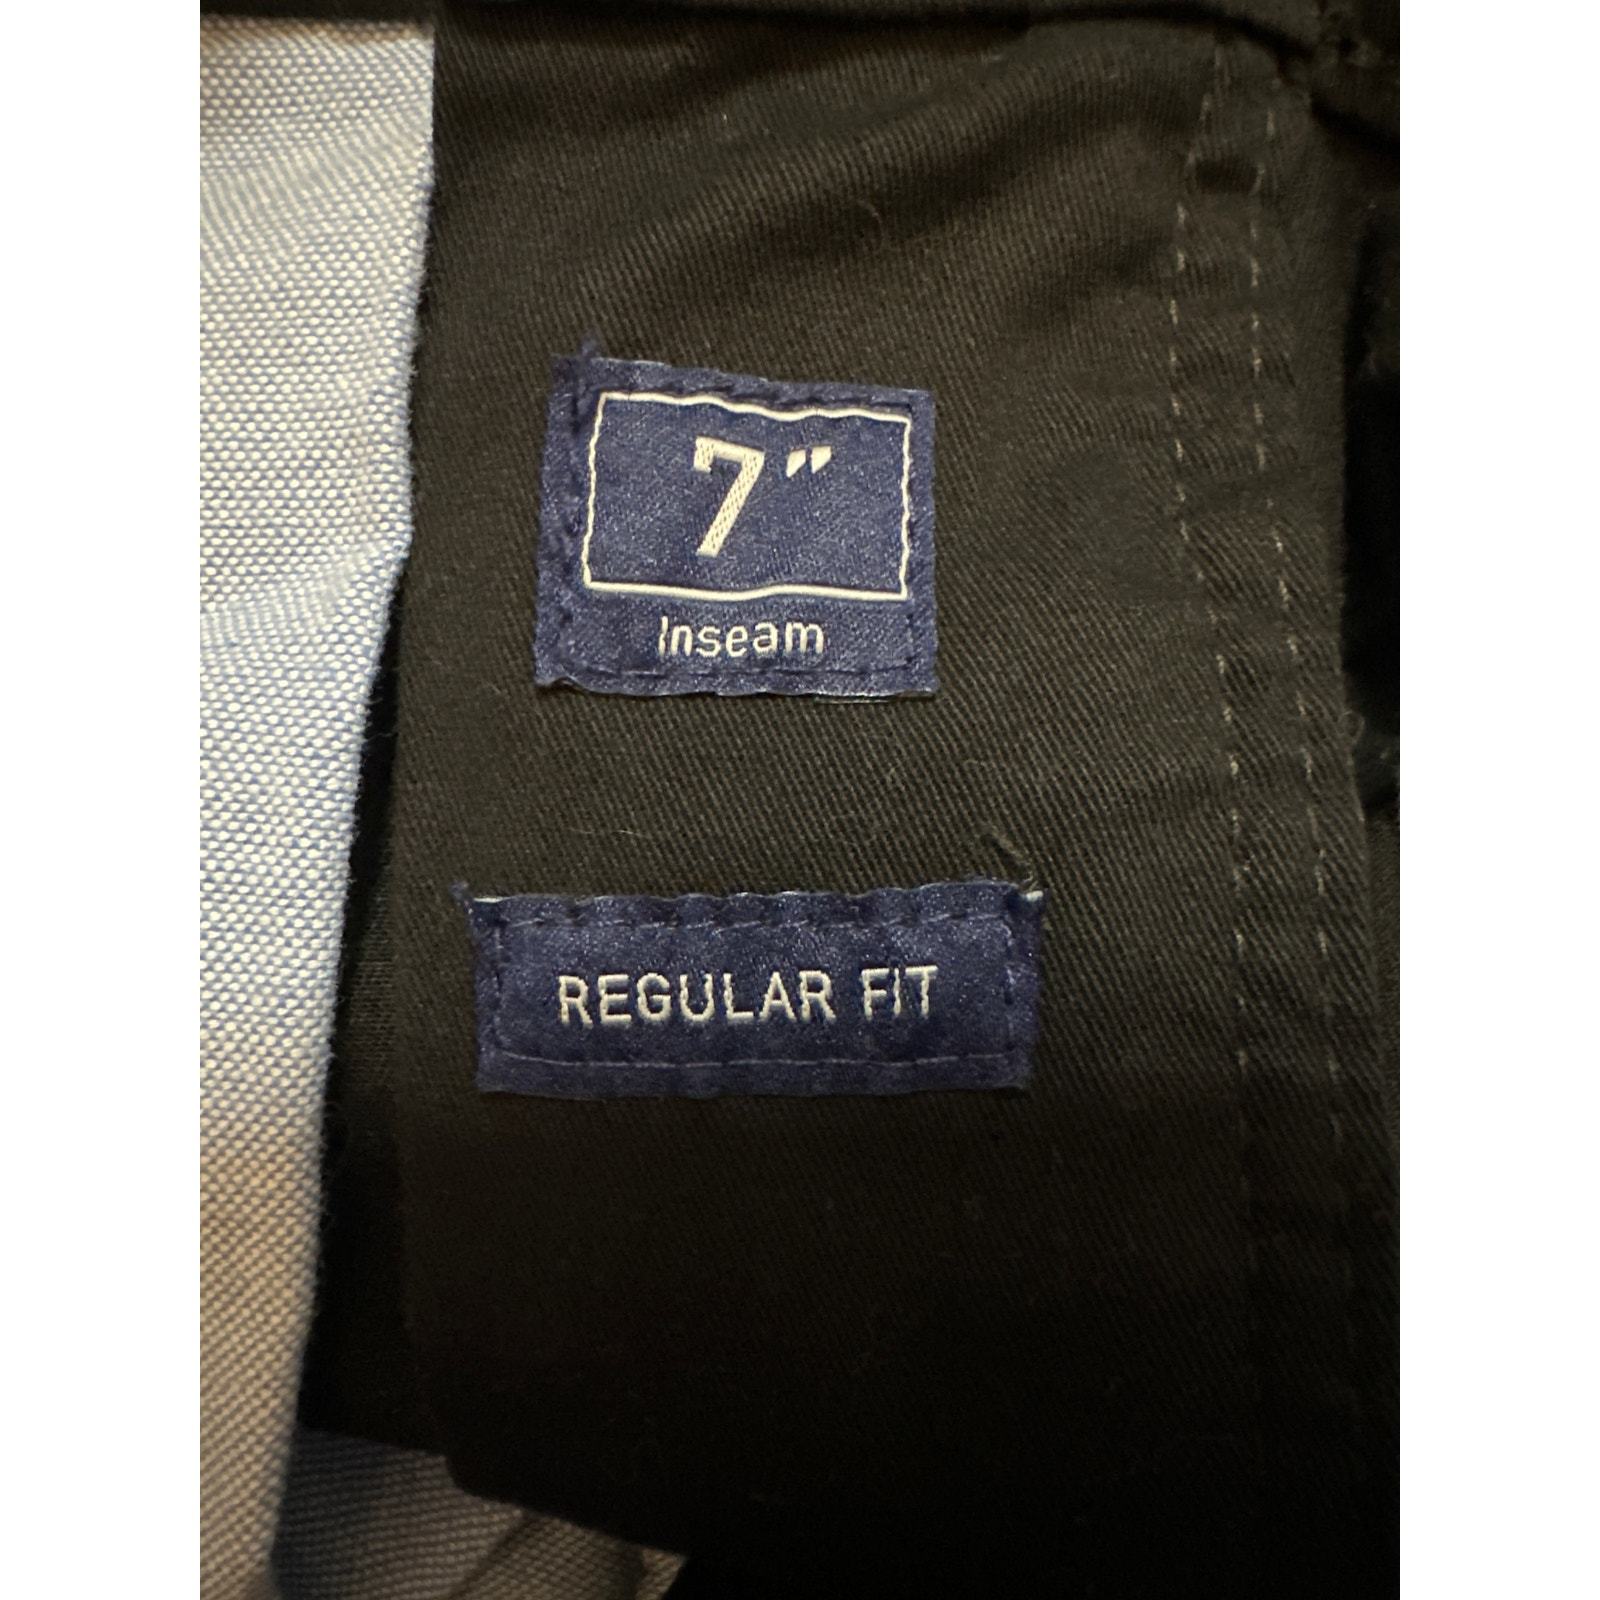 7"
Inseam
REGULAR FIT